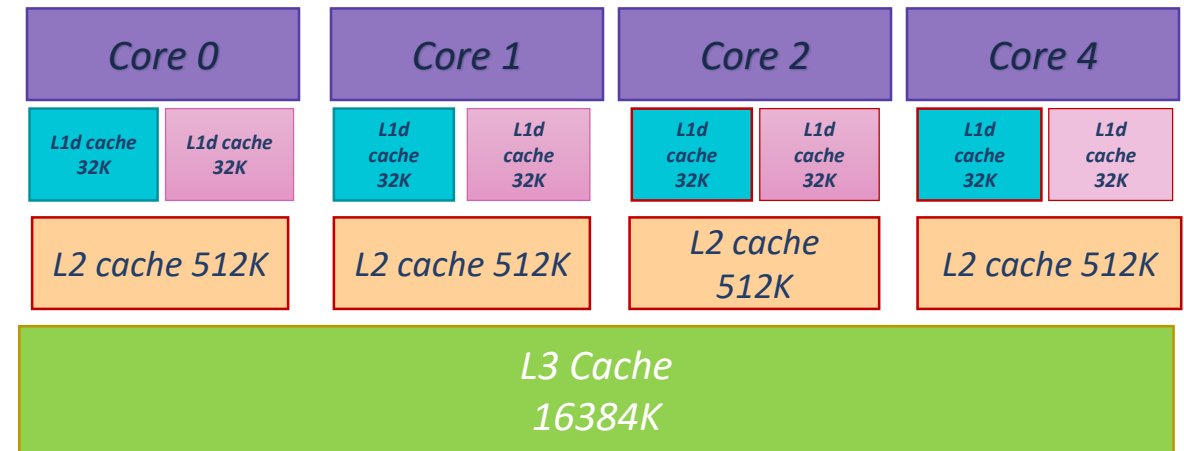 Core 0
Core 1
Core 2
Core 4
L1d cache
32K
L1d cache
32K
L1d
cache
32K
L1d
cache
32K
L1d
cache
32K
L1d
cache
32K
L1d
cache
32K
L1d
cache
32K
L2 cache 512K
L2 cache 512K
L2 cache
512K
L2 cache 512K
L3 Cache
16384K